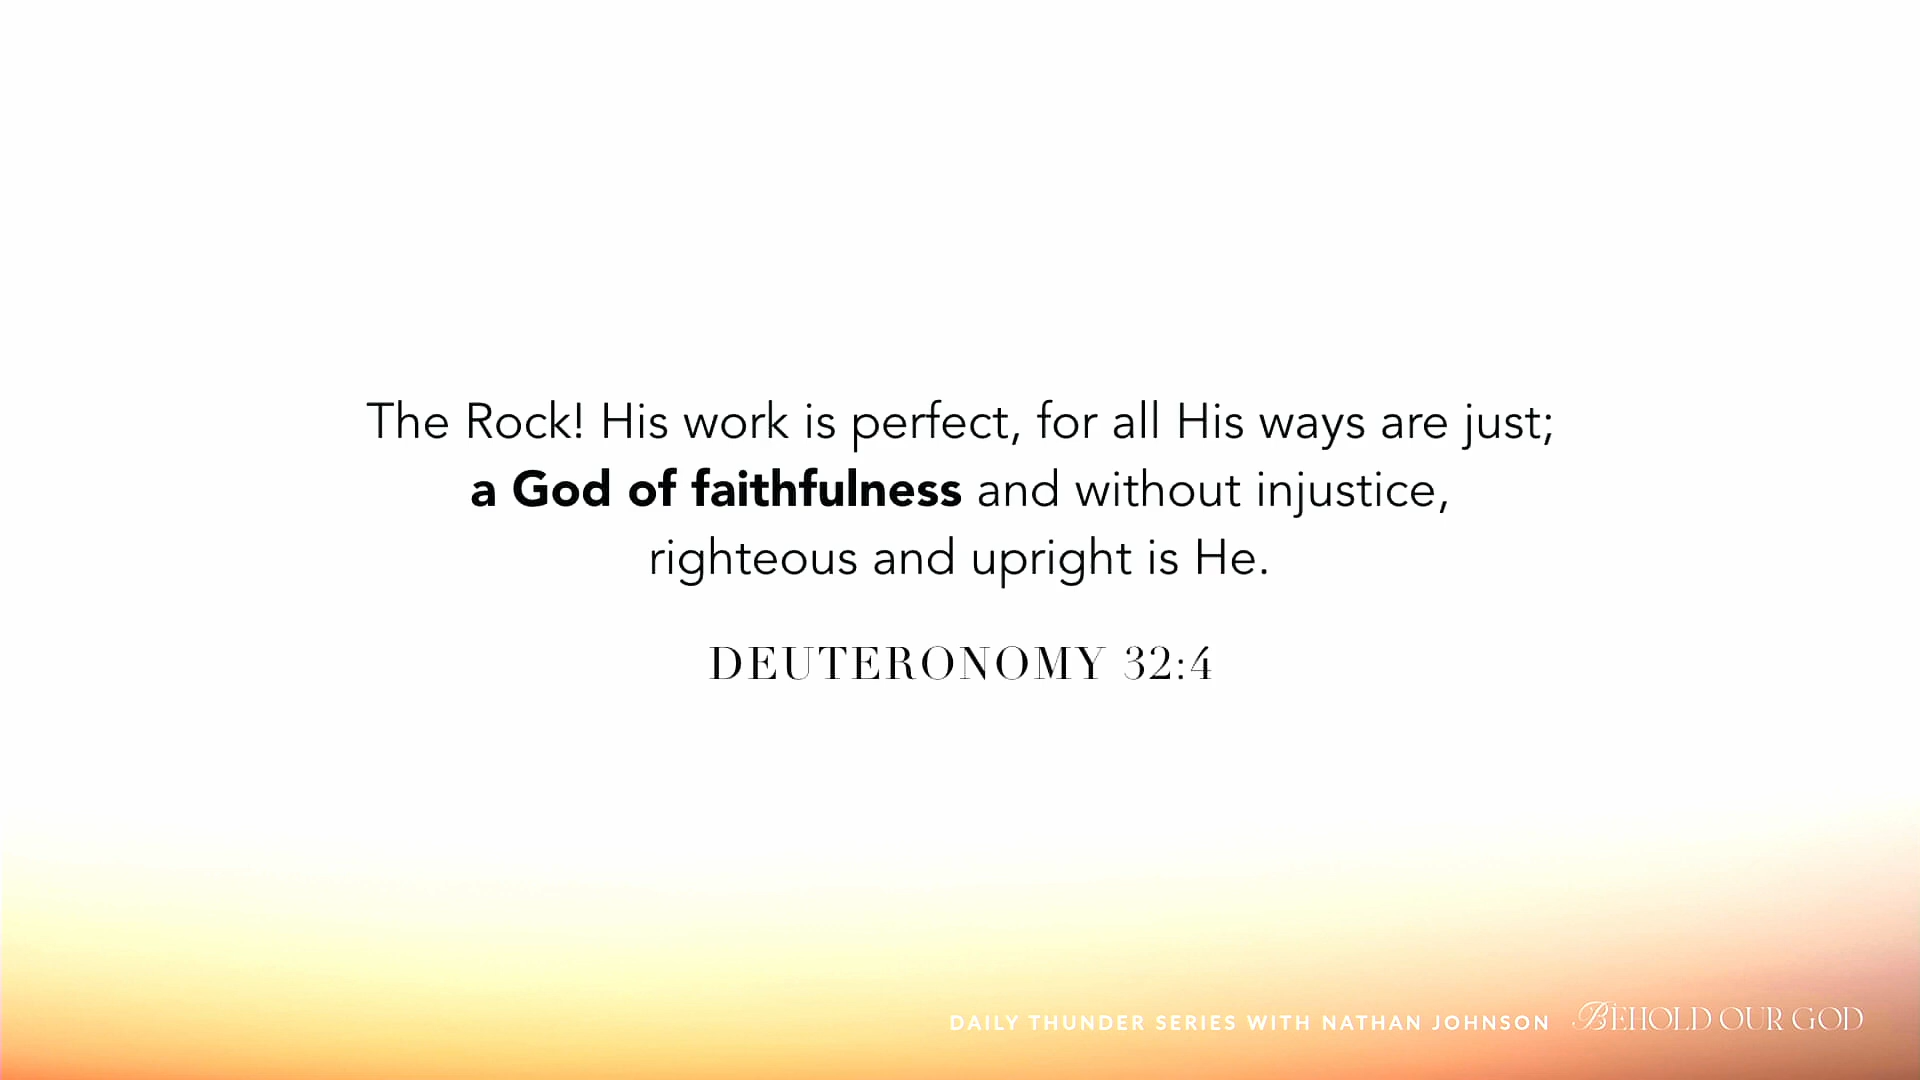 The Rock! His work is perfect, for all His ways are just;
a God of faithfulness and without injustice,
righteous and upright is He.
DEUTERONOMY 32:4
DAILY THUNDER SERIES WITH NATHAN JOHNSON BEHOLD OUR GOD